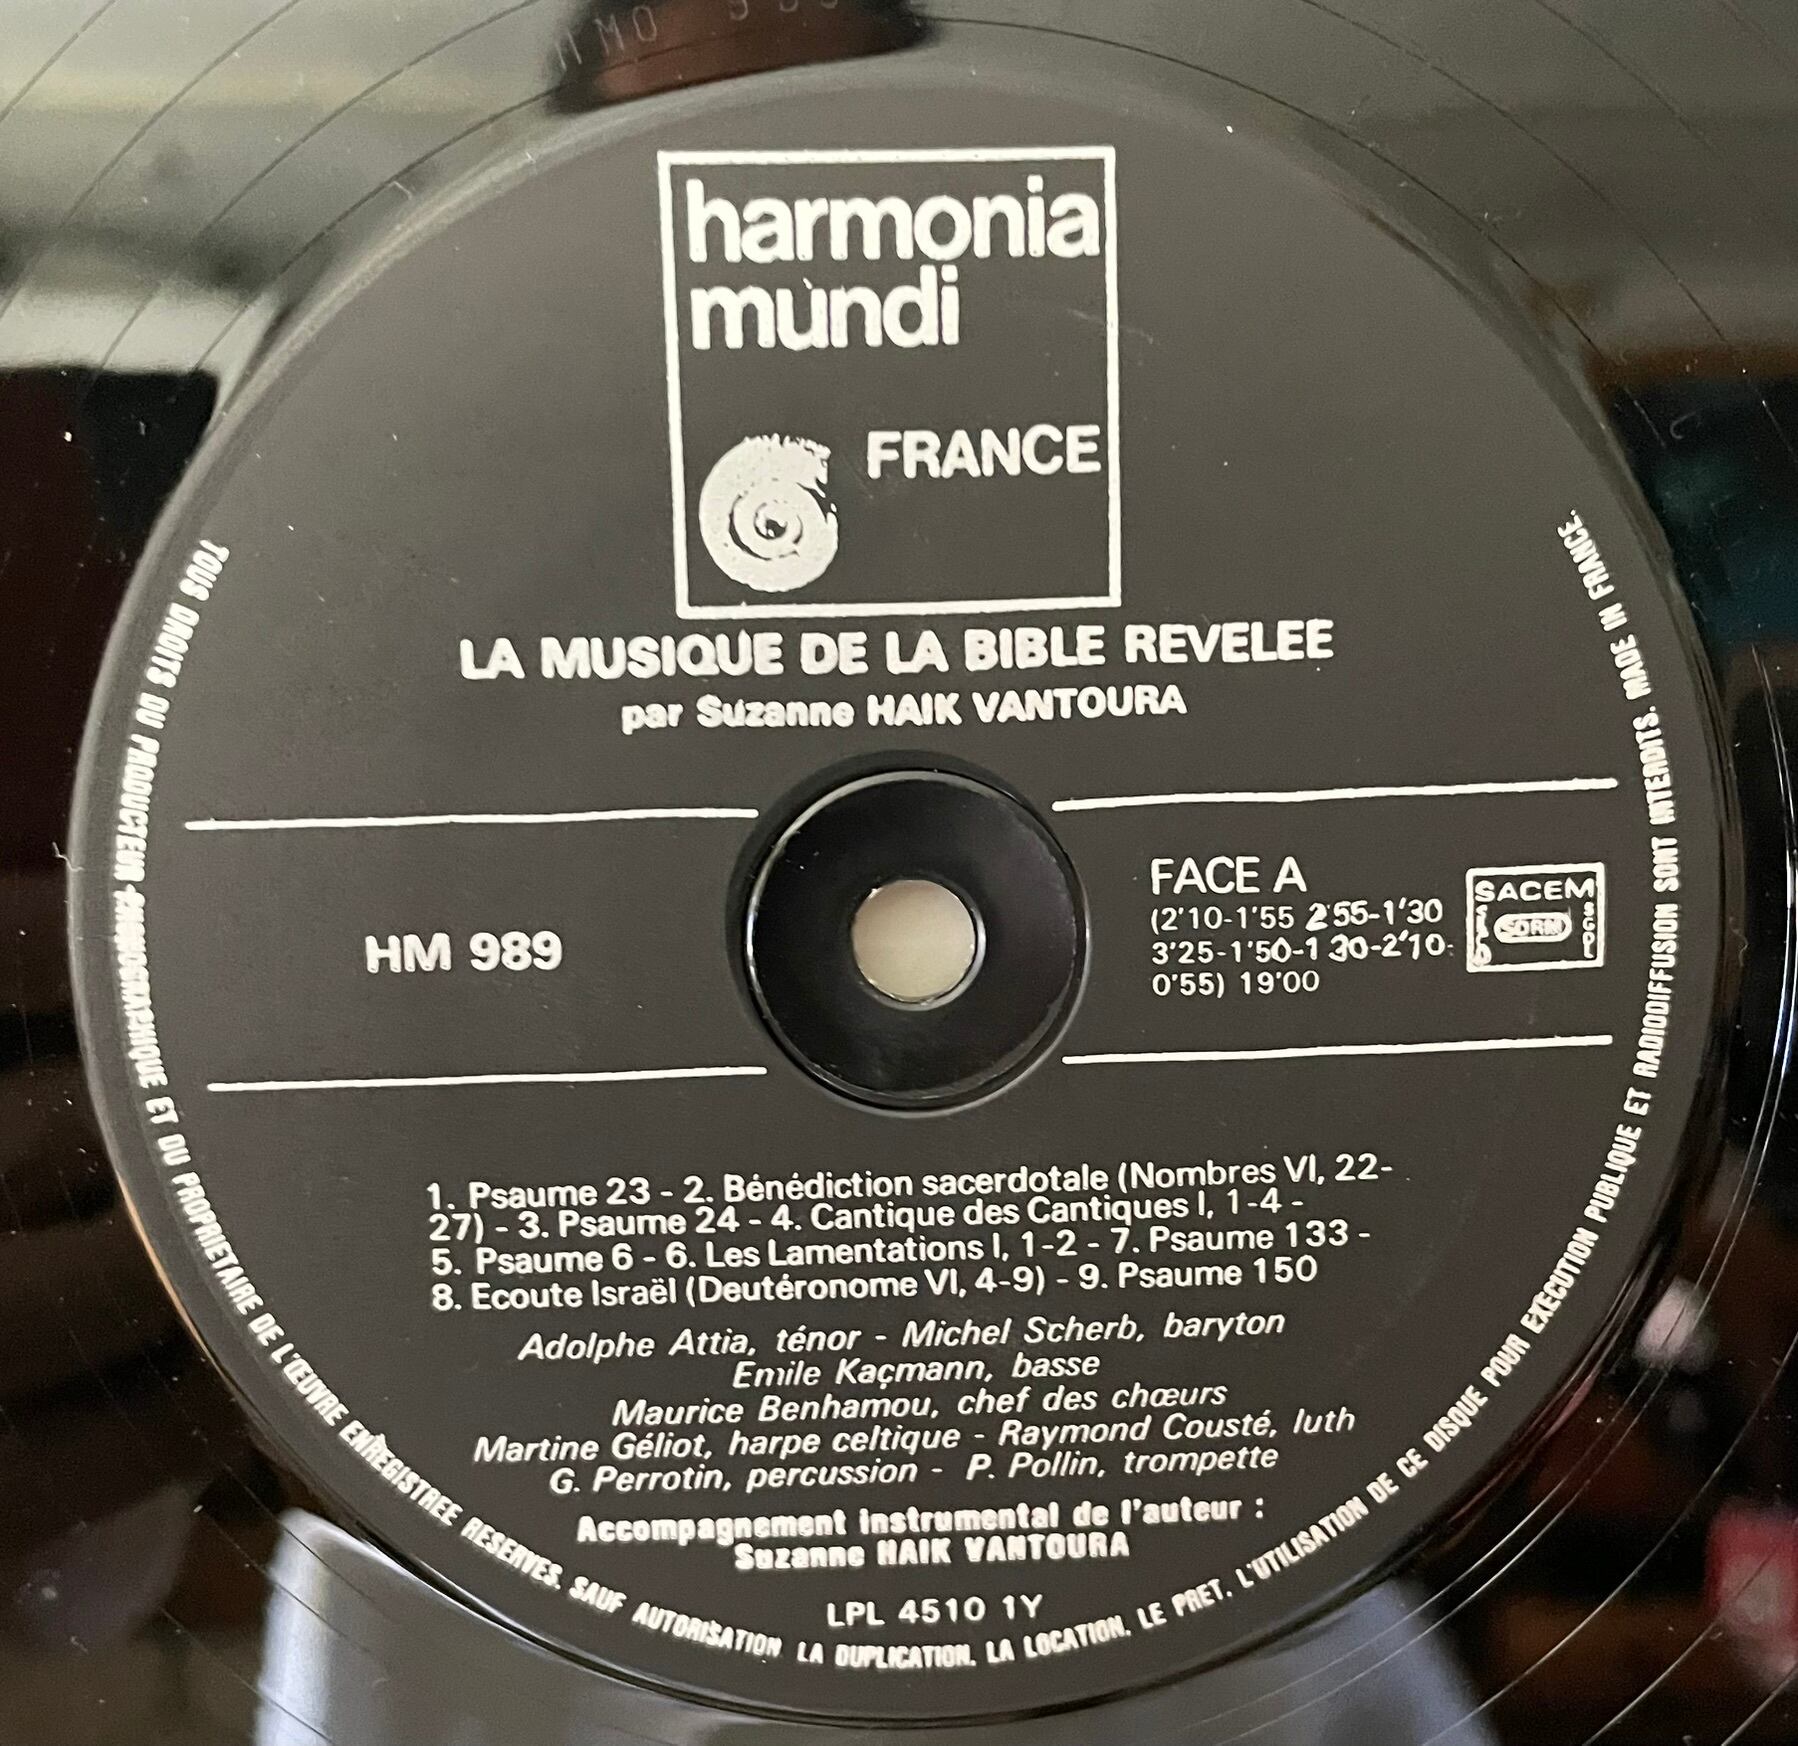 harmonia
mundi
FRANCE
LA MUSIQUE DE LA BIBLE REVELEE
par Suzanne HAIK VANTOURA
HM 989
FACE A
(2'10-1'55 2'55-1'30
3'25-1'50-1 30-2'10-
0'55) 19'00
SACEM
SDRM
SACD
SGDL
1. Psaume 23 - 2. Bénédiction sacerdotale (Nombres VI, 22-
27) - 3. Psaume 24 - 4. Cantique des Cantiques I, 1-4 -
5. Psaume 6 - 6. Les Lamentations I, 1-2 - 7. Psaume 133 -
8. Ecoute Israël (Deutéronome VI, 4-9) - 9. Psaume 150
Adolphe Attia, ténor - Michel Scherb, baryton
Emile Kaçmann, basse
Maurice Benhamou, chef des chœurs
Martine Géliot, harpe celtique - Raymond Cousté, luth
G. Perrotin, percussion - P. Pollin, trompette
Accompagnement instrumental de l'auteur :
Suzanne HAIK VANTOURA
LPL 4510 1Y
TOUS DROITS DU PRODUCTEUR PHONOGRAPHIQUE ET DU PROPRIETAIRE DE L'ŒUVRE ENREGISTREE RESERVES. SAUF AUTORISATION LA DUPLICATION, LA LOCATION, LE PRET, L'UTILISATION DE CE DISQUE POUR EXECUTION PUBLIQUE ET RADIODIFFUSION SONT INTERDITS. MADE IN FRANCE.